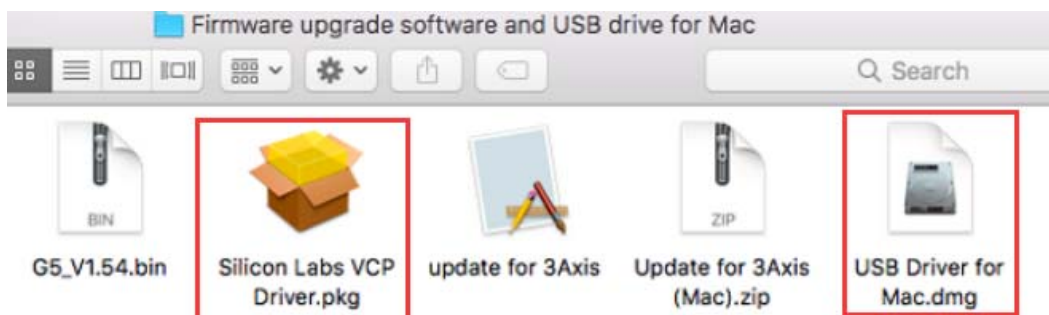 Firmware upgrade software and USB drive for Mac
Search
BIN
ZIP
G5_V1.54.bin
Silicon Labs VCP
Driver.pkg
update for 3Axis
Update for 3Axis
(Mac).zip
USB Driver for
Mac.dmg